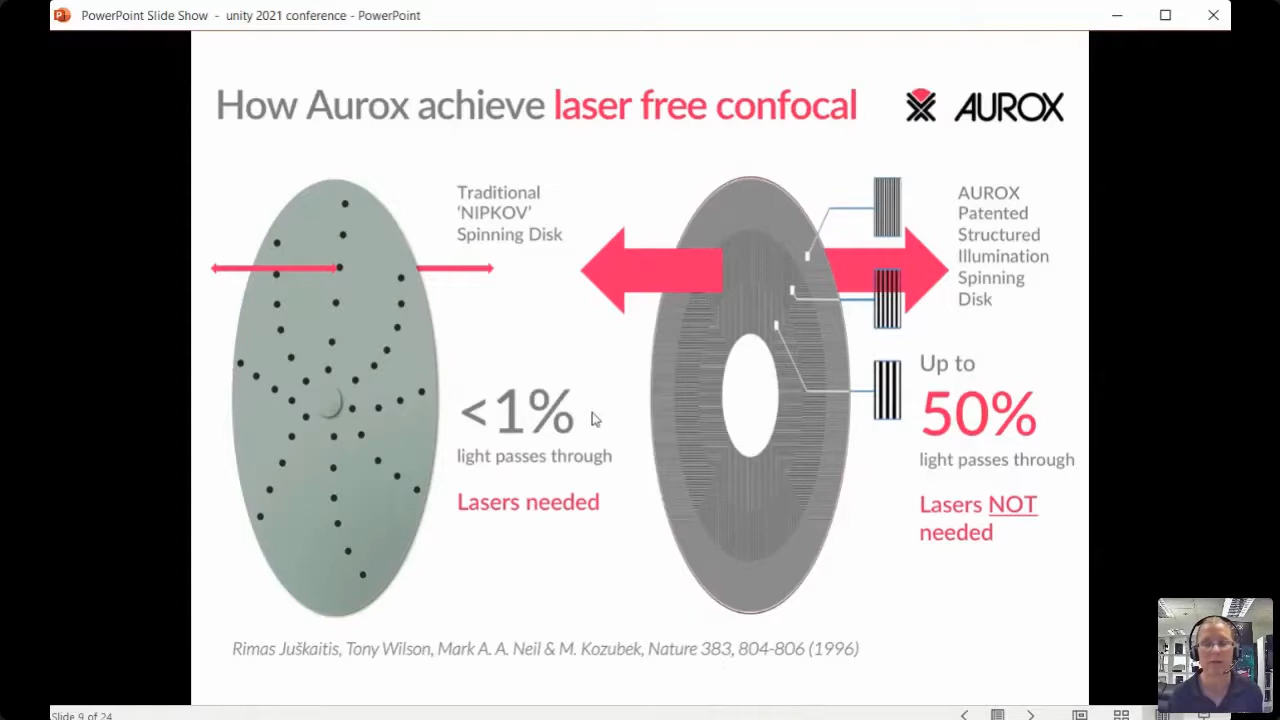 PowerPoint Slide Show - unity 2021 conference - PowerPoint
How Aurox achieve laser free confocal
AUROX
Traditional
‘NIPKOV’
Spinning Disk
<1%
light passes through
Lasers needed
AUROX
Patented
Structured
Illumination
Spinning
Disk
Up to
50%
light passes through
Lasers NOT
needed
Rimas Juškaitis, Tony Wilson, Mark A. A. Neil & M. Kozubek, Nature 383, 804-806 (1996)
Slide 9 of 24